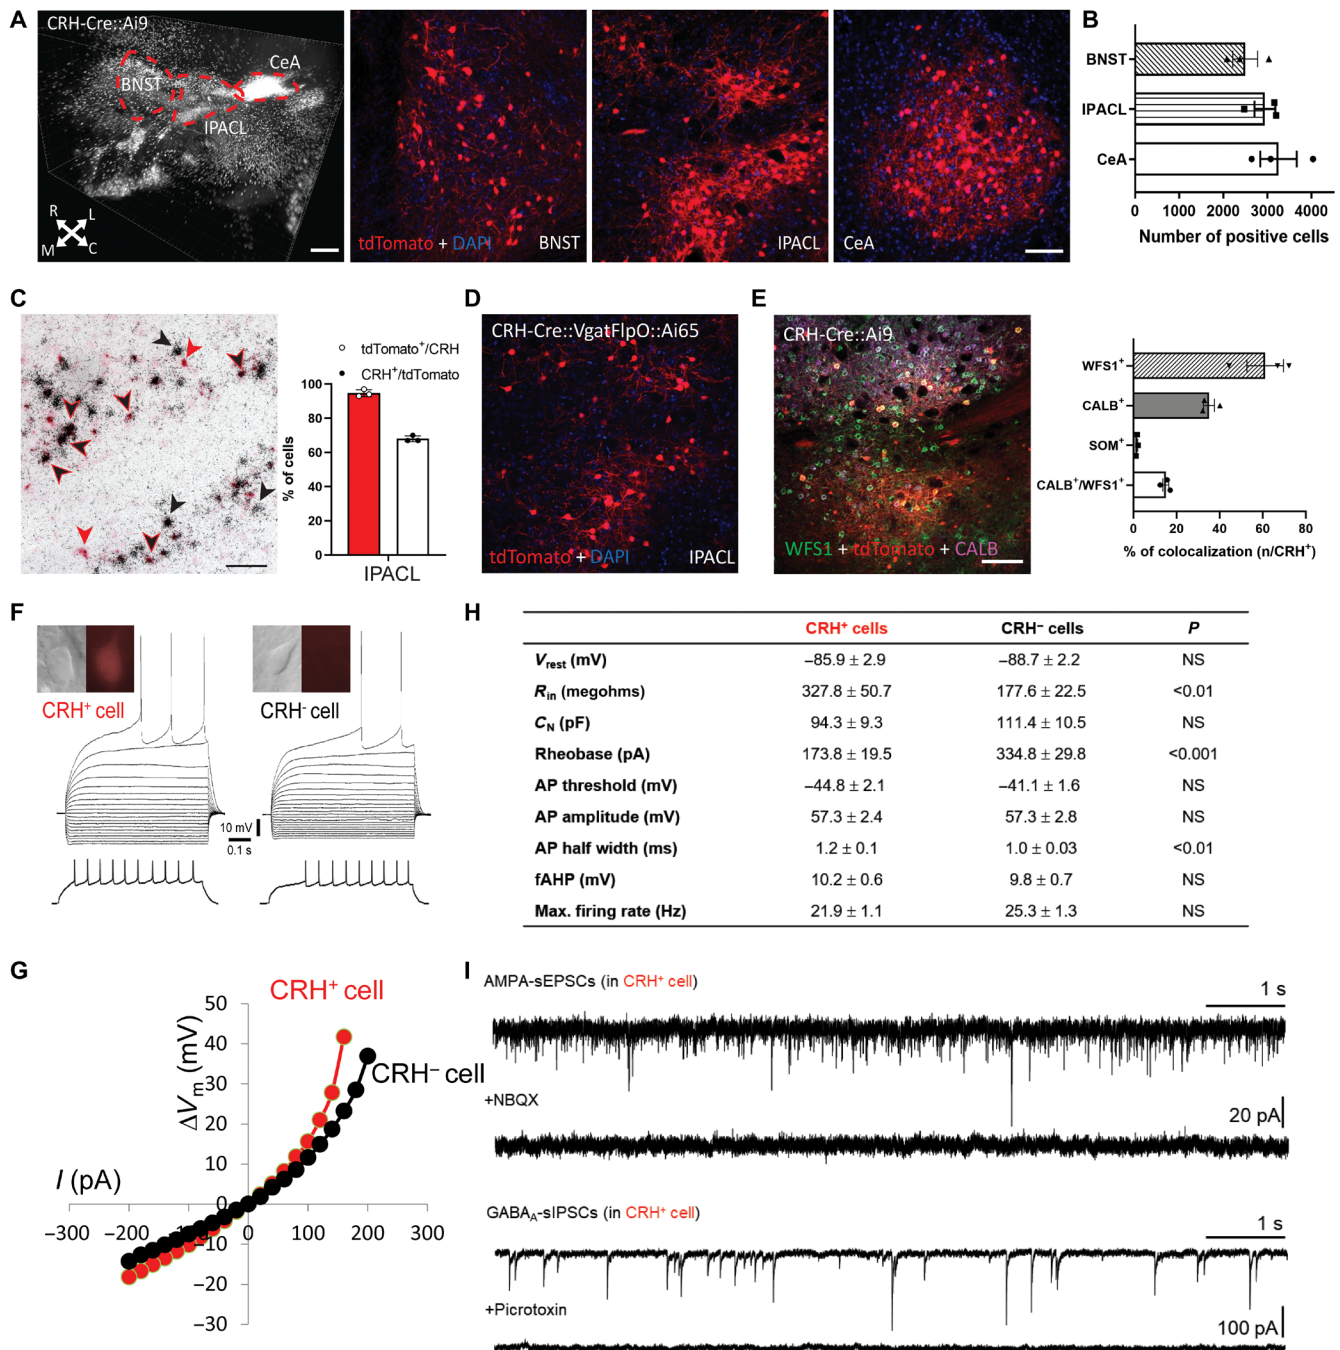 A
CRH-Cre::Ai9
BNST
CeA
IPACL
R
L
M
C
tdTomato + DAPI
BNST
IPACL
CeA
B
BNST
IPACL
CeA
0
1000
2000
3000
4000
Number of positive cells
C
tdTomato⁺/CRH
CRH⁺/tdTomato
100
80
60
40
20
0
% of cells
IPACL
D
CRH-Cre::VgatFlpO::Ai65
tdTomato + DAPI
IPACL
E
CRH-Cre::Ai9
WFS1 + tdTomato + CALB
WFS1⁺
CALB⁺
SOM⁺
CALB⁺/WFS1⁺
0
20
40
60
80
% of colocalization (n/CRH⁺)
F
CRH⁺ cell
CRH⁻ cell
10 mV
0.1 s
H
CRH⁺ cells CRH⁻ cells P
Vrest (mV) –85.9 ± 2.9 –88.7 ± 2.2 NS
Rin (megohms) 327.8 ± 50.7 177.6 ± 22.5 <0.01
CN (pF) 94.3 ± 9.3 111.4 ± 10.5 NS
Rheobase (pA) 173.8 ± 19.5 334.8 ± 29.8 <0.001
AP threshold (mV) –44.8 ± 2.1 –41.1 ± 1.6 NS
AP amplitude (mV) 57.3 ± 2.4 57.3 ± 2.8 NS
AP half width (ms) 1.2 ± 0.1 1.0 ± 0.03 <0.01
fAHP (mV) 10.2 ± 0.6 9.8 ± 0.7 NS
Max. firing rate (Hz) 21.9 ± 1.1 25.3 ± 1.3 NS
G
CRH⁺ cell
CRH⁻ cell
ΔVm (mV)
I (pA)
50
40
30
20
10
0
–10
–20
–30
–300
–200
–100
0
100
200
300
I
AMPA-sEPSCs (in CRH⁺ cell)
1 s
+NBQX
20 pA
GABAA-sIPSCs (in CRH⁺ cell)
1 s
+Picrotoxin
100 pA